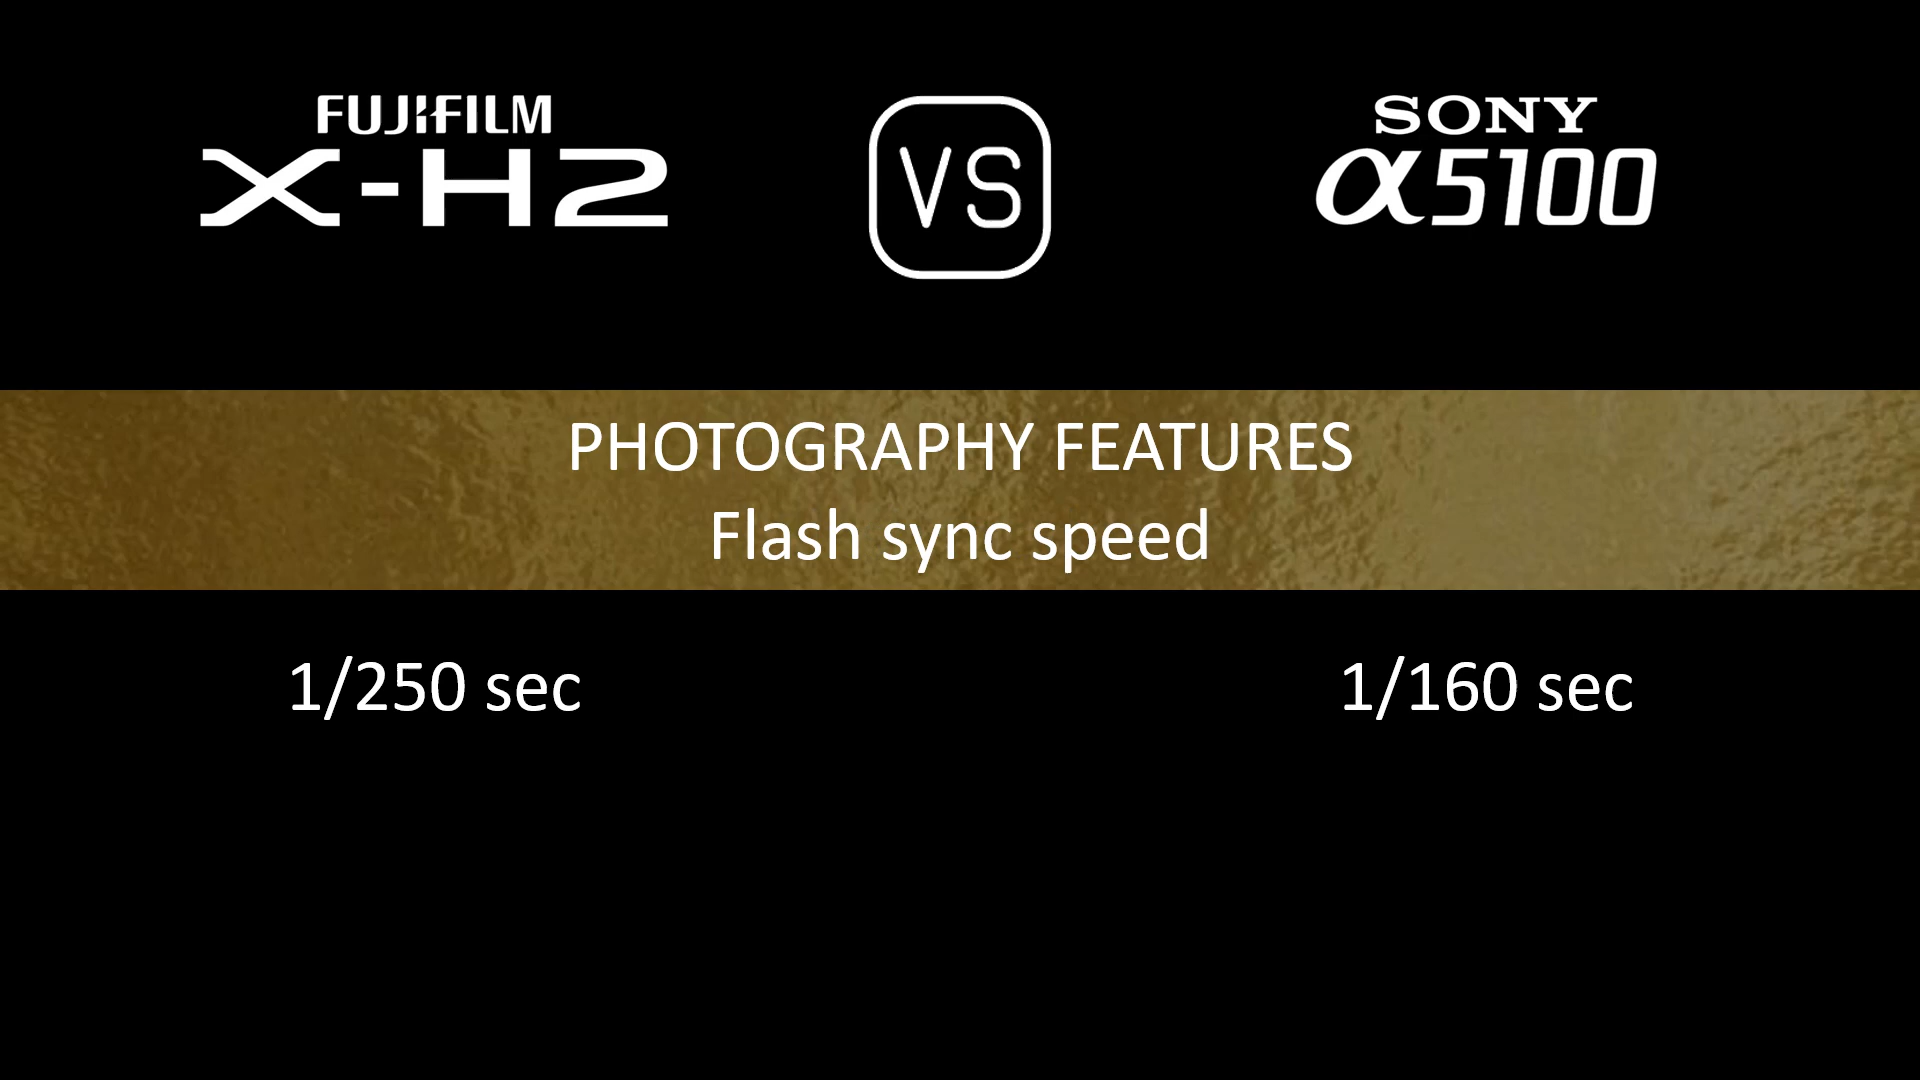 FUJIFILM
X-H2
VS
SONY
α5100
PHOTOGRAPHY FEATURES
Flash sync speed
1/250 sec
1/160 sec